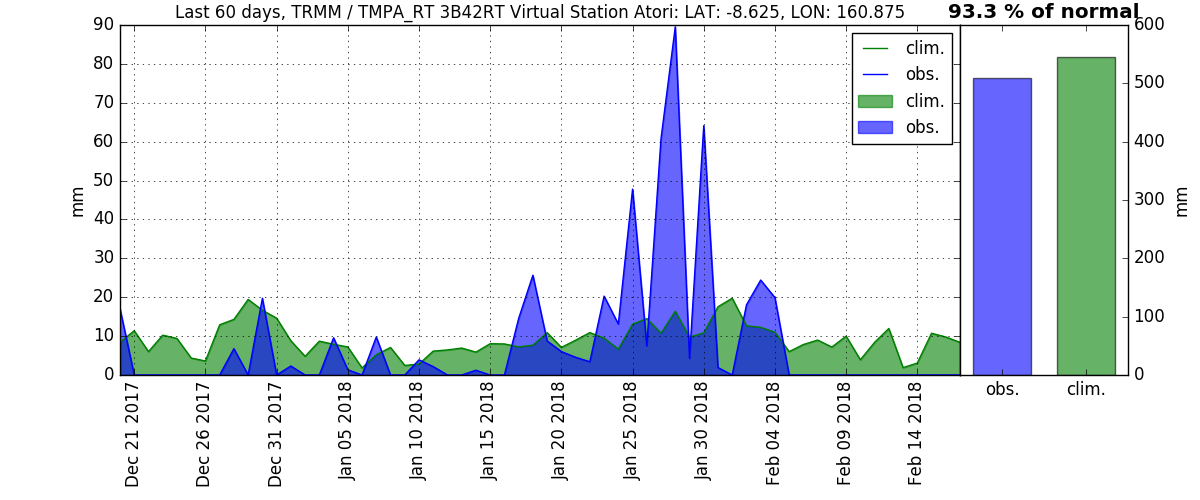 Last 60 days, TRMM / TMPA_RT 3B42RT Virtual Station Atori: LAT: -8.625, LON: 160.875
93.3 % of normal
90
80
70
60
50
40
30
20
10
0
mm
clim.
obs.
clim.
obs.
600
500
400
300
200
100
0
mm
obs.
clim.
Dec 21 2017
Dec 26 2017
Dec 31 2017
Jan 05 2018
Jan 10 2018
Jan 15 2018
Jan 20 2018
Jan 25 2018
Jan 30 2018
Feb 04 2018
Feb 09 2018
Feb 14 2018